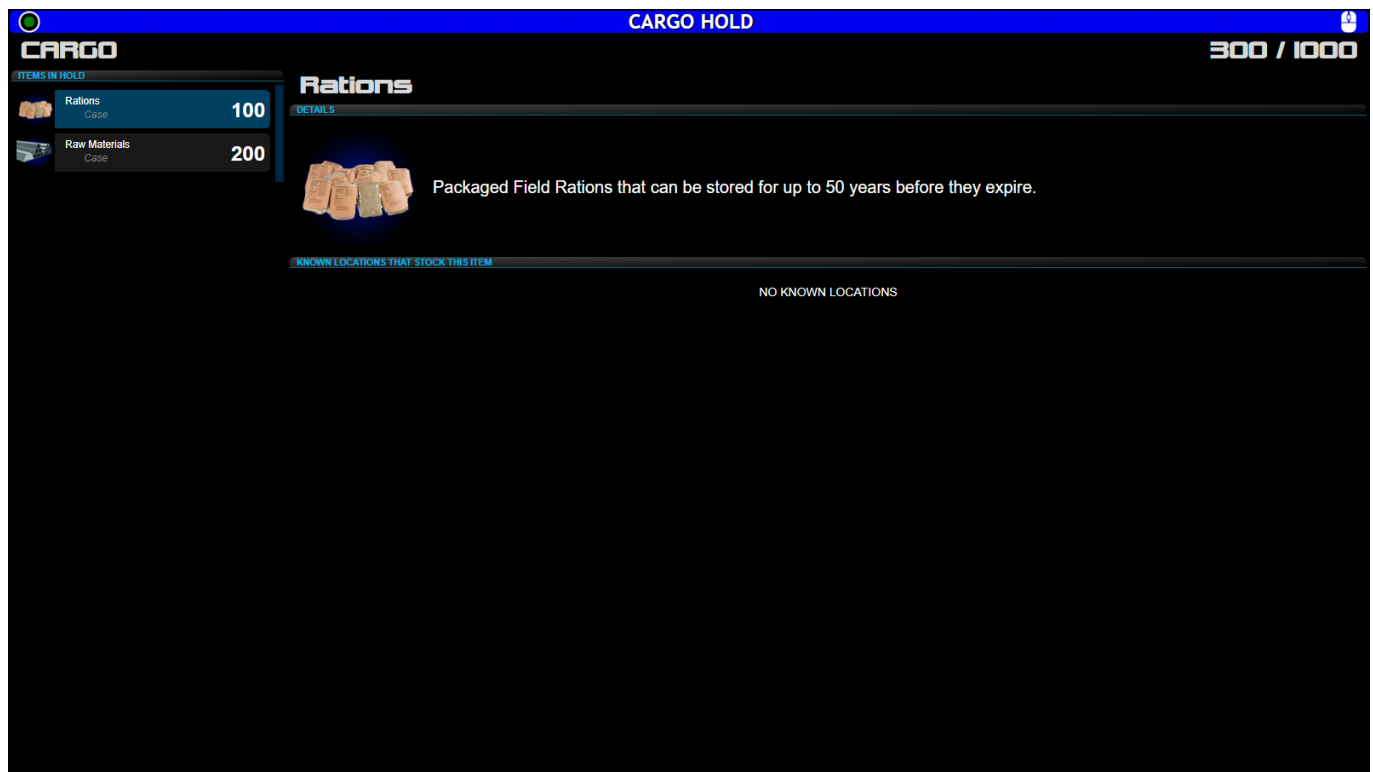 CARGO HOLD
CARGO
300 / 1000
ITEMS IN HOLD
Rations
Case
100
Raw Materials
Case
200
Rations
DETAILS
Packaged Field Rations that can be stored for up to 50 years before they expire.
KNOWN LOCATIONS THAT STOCK THIS ITEM
NO KNOWN LOCATIONS